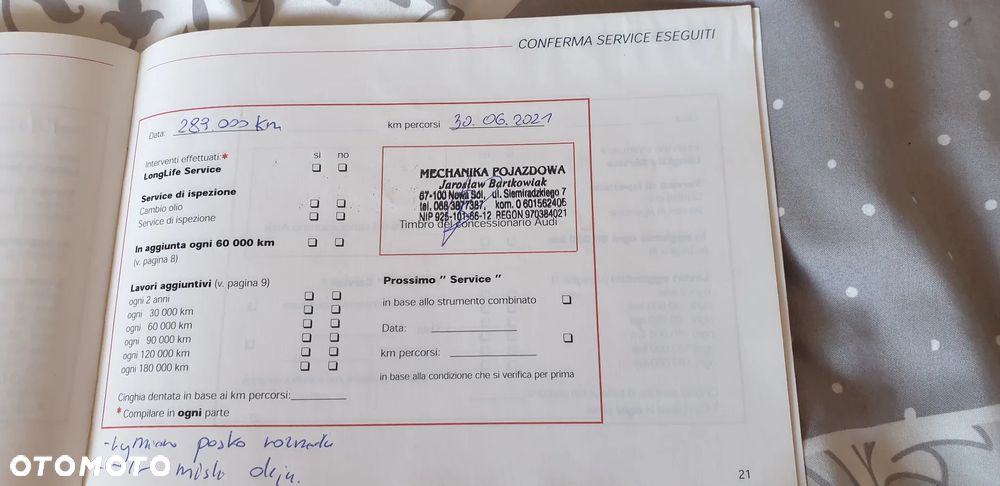 CONFERMA SERVICE ESEGUITI
Data: 289.000 km
km percorsi 30.06.2021
Interventi effettuati:*
si no
LongLife Service
Service di ispezione
Cambio olio
Service di ispezione
In aggiunta ogni 60 000 km
(v. pagina 8)
Lavori aggiuntivi (v. pagina 9)
ogni 2 anni
ogni 30 000 km
ogni 60 000 km
ogni 90 000 km
ogni 120 000 km
ogni 180 000 km
Cinghia dentata in base ai km percorsi:
* Compilare in ogni parte
MECHANIKA POJAZDOWA
Jarosław Bartkowiak
67-100 Nowa Sól, ul. Siemiradzkiego 7
tel. 068 3877387, kom. 0 601562406
NIP 925-101-66-12 REGON 970384021
Timbro del concessionario Audi
Prossimo " Service "
in base allo strumento combinato
Data:
km percorsi:
in base alla condizione che si verifica per prima
- wymiana paska rozrządu
oleju.
OTOMOTO
21